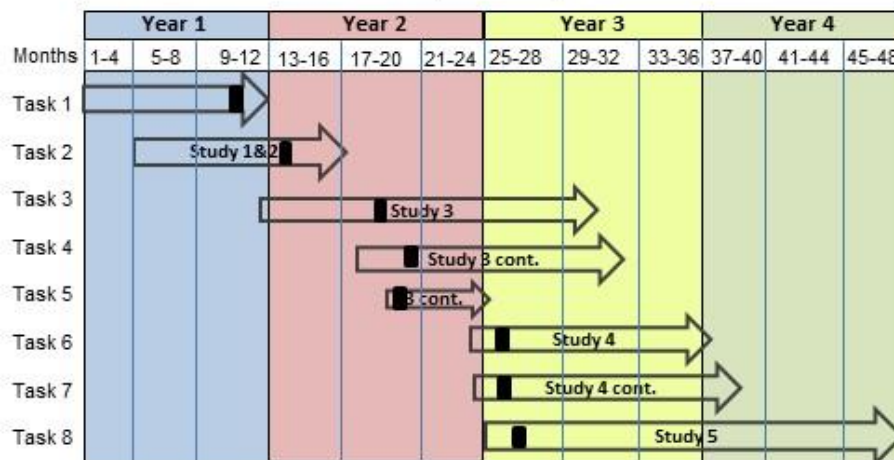 Year 1 Year 2 Year 3 Year 4
Months 1-4 5-8 9-12 13-16 17-20 21-24 25-28 29-32 33-36 37-40 41-44 45-48
Task 1
Task 2 Study 1&2
Task 3 Study 3
Task 4 Study 3 cont.
Task 5 3 cont.
Task 6 Study 4
Task 7 Study 4 cont.
Task 8 Study 5